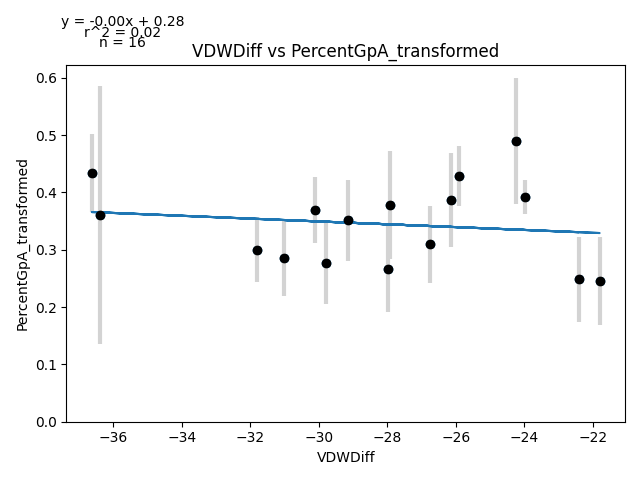 y = -0.00x + 0.28
r^2 = 0.02
n = 16
VDWDiff vs PercentGpA_transformed
0.6
0.5
0.4
0.3
0.2
0.1
0.0
PercentGpA_transformed
−36 −34 −32 −30 −28 −26 −24 −22
VDWDiff